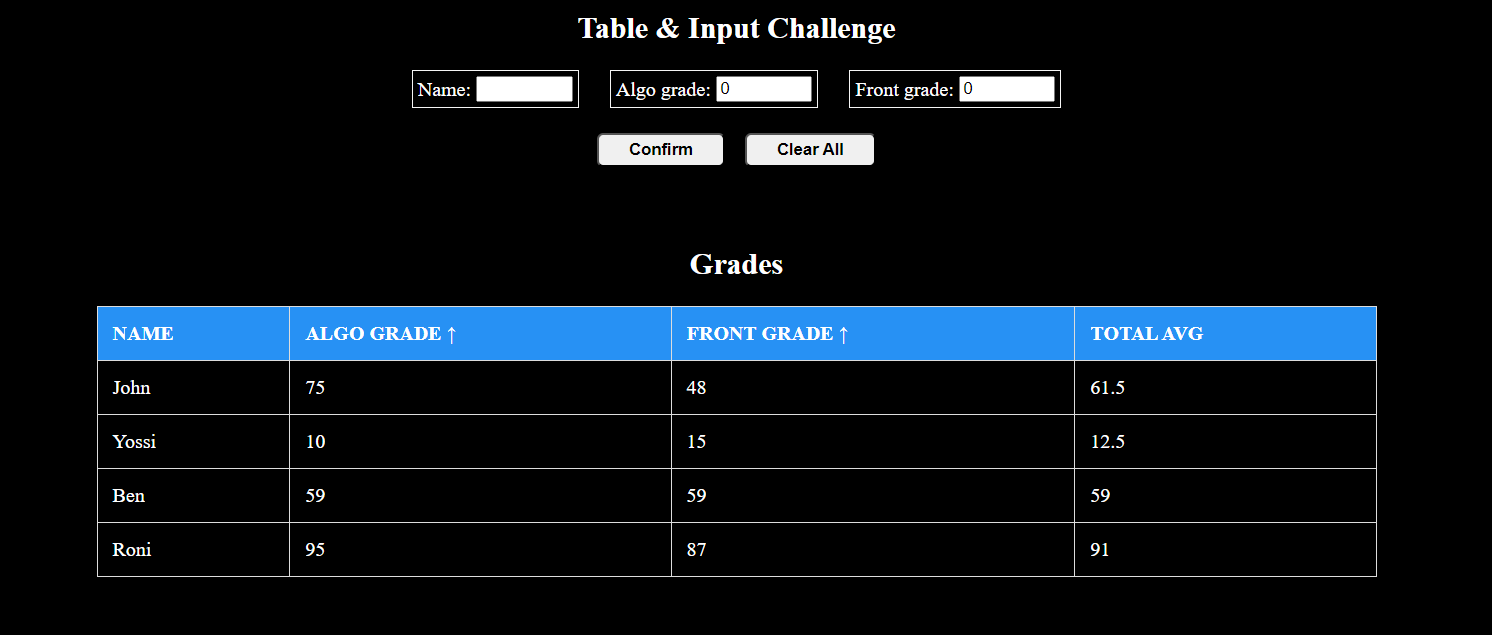 Table & Input Challenge
Name: Algo grade: 0 Front grade: 0
Confirm Clear All
Grades
NAME ALGO GRADE ↑ FRONT GRADE ↑ TOTAL AVG
John 75 48 61.5
Yossi 10 15 12.5
Ben 59 59 59
Roni 95 87 91